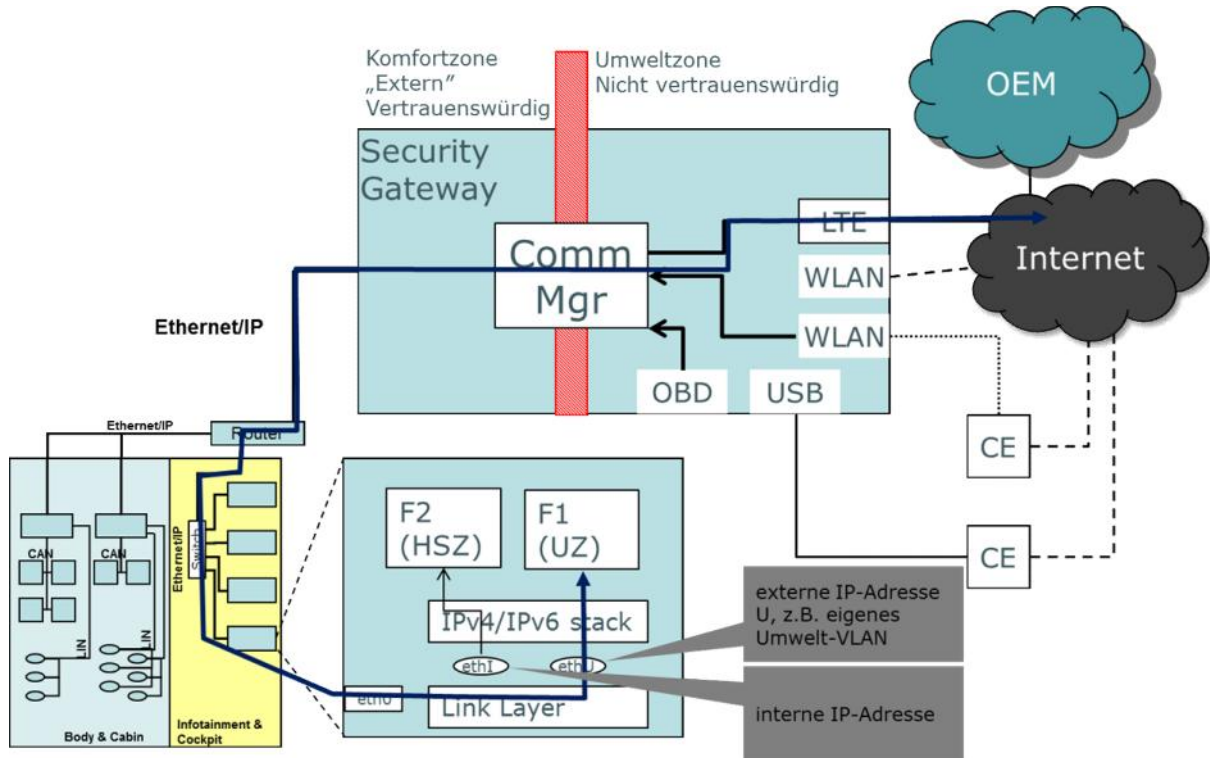 Komfortzone
„Extern”
Vertrauenswürdig
Umweltzone
Nicht vertrauenswürdig
OEM
Security
Gateway
Comm
Mgr
LTE
WLAN
WLAN
OBD
USB
Internet
CE
CE
Ethernet/IP
Ethernet/IP
Router
CAN
CAN
LIN
LIN
Ethernet/IP
Switch
Body & Cabin
Infotainment &
Cockpit
F2
(HSZ)
F1
(UZ)
IPv4/IPv6 stack
ethI
ethU
eth0
Link Layer
externe IP-Adresse
U, z.B. eigenes
Umwelt-VLAN
interne IP-Adresse